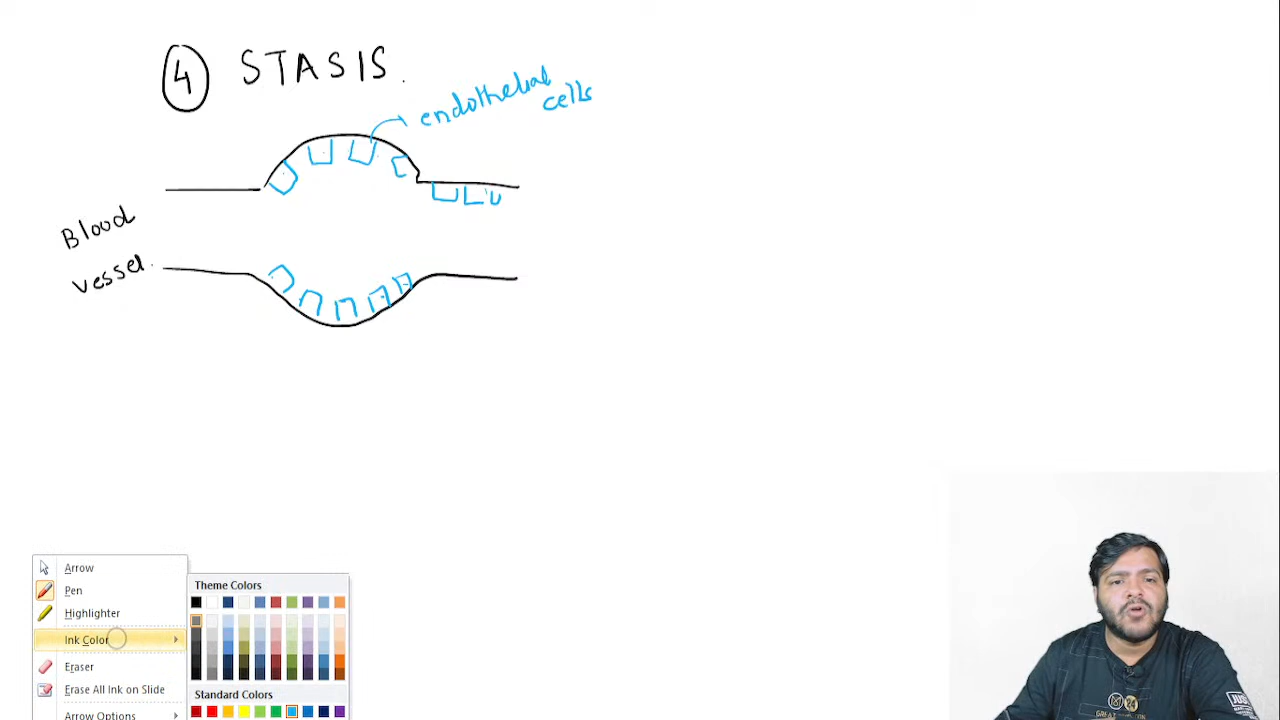 4 STASIS.
endothelial
cells
Blood
vessel.
Arrow
Pen
Highlighter
Ink Color
Eraser
Erase All Ink on Slide
Arrow Options
Theme Colors
Standard Colors
24